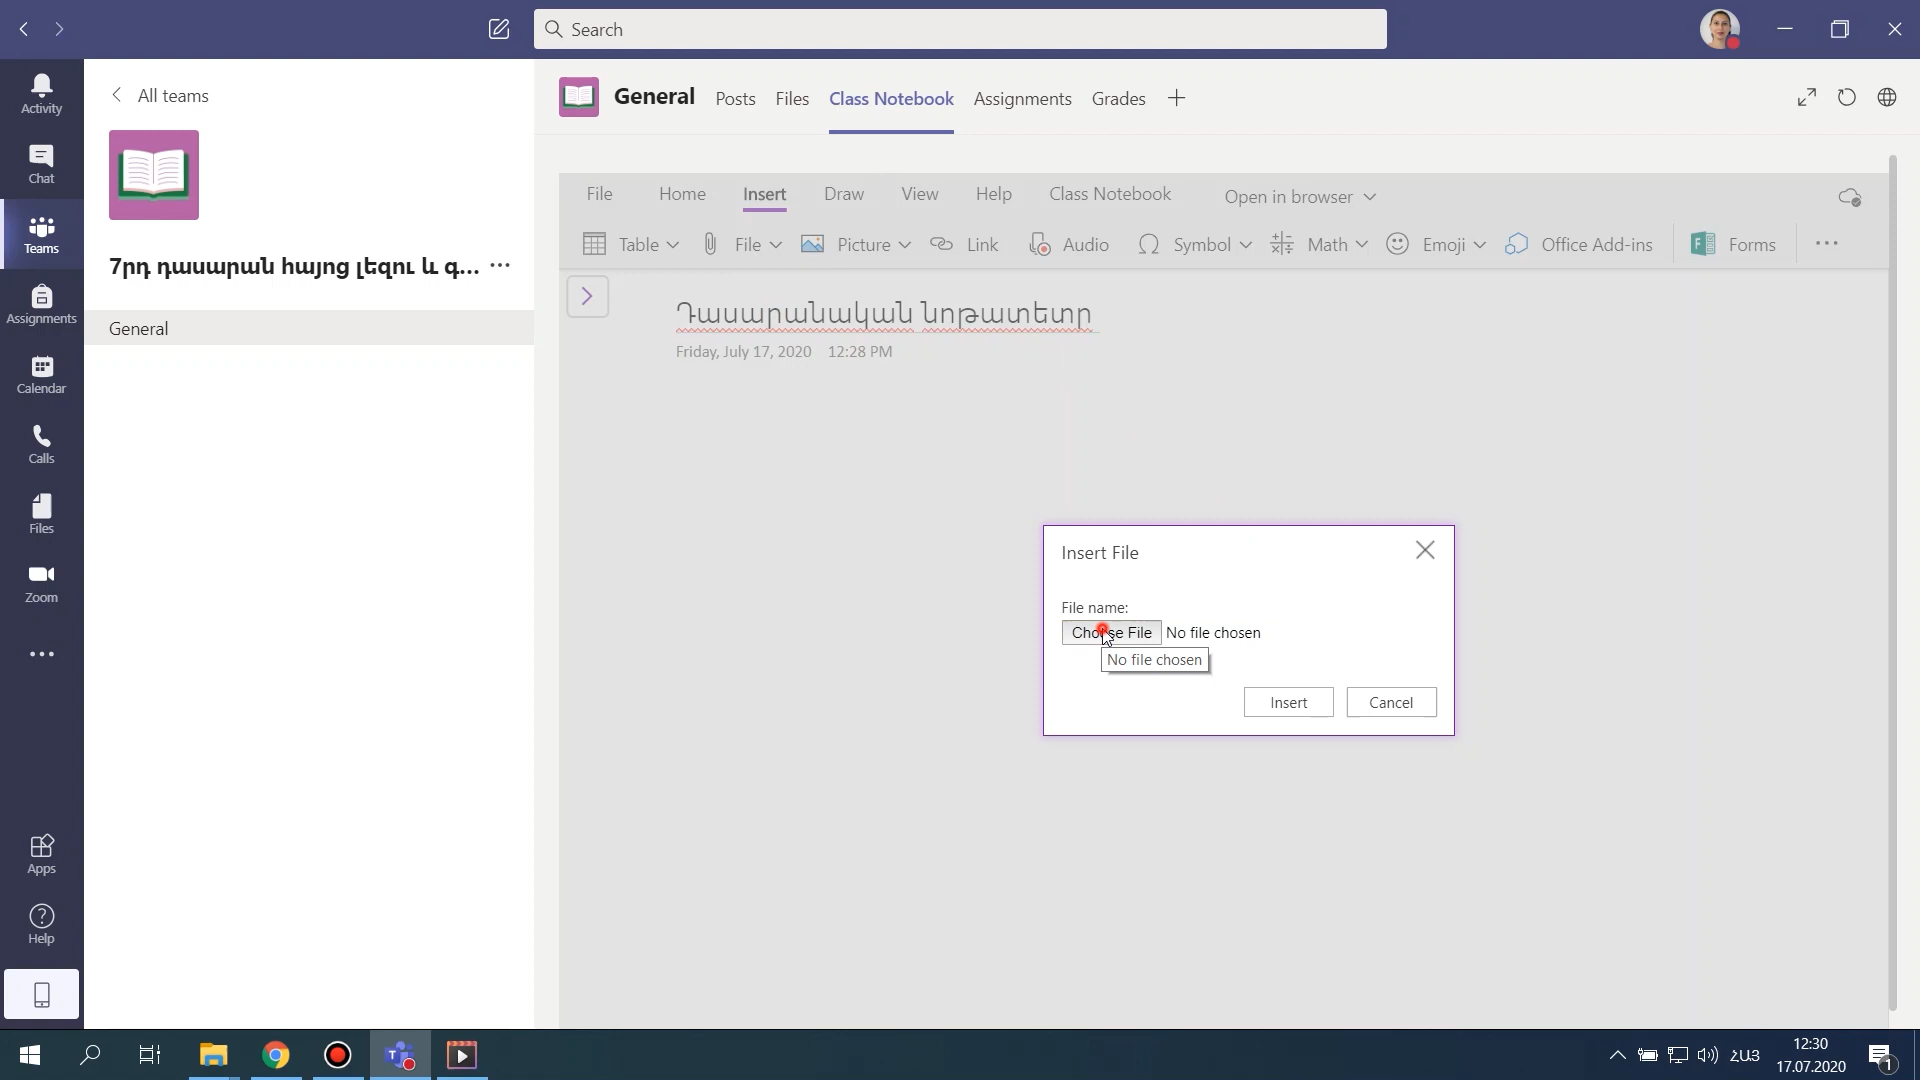 Search
Activity
Chat
Teams
Assignments
Calendar
Calls
Files
Zoom
Apps
Help
All teams
7րդ դասարան հայոց լեզու և գ...
General
General Posts Files Class Notebook Assignments Grades
File Home Insert Draw View Help Class Notebook Open in browser
Table File Picture Link Audio Symbol Math Emoji Office Add-ins Forms
Դասարանական նոթատետր
Friday, July 17, 2020 12:28 PM
Insert File
File name:
Choose File No file chosen
No file chosen
Insert Cancel
ՀԱՅ
12:30
17.07.2020
1